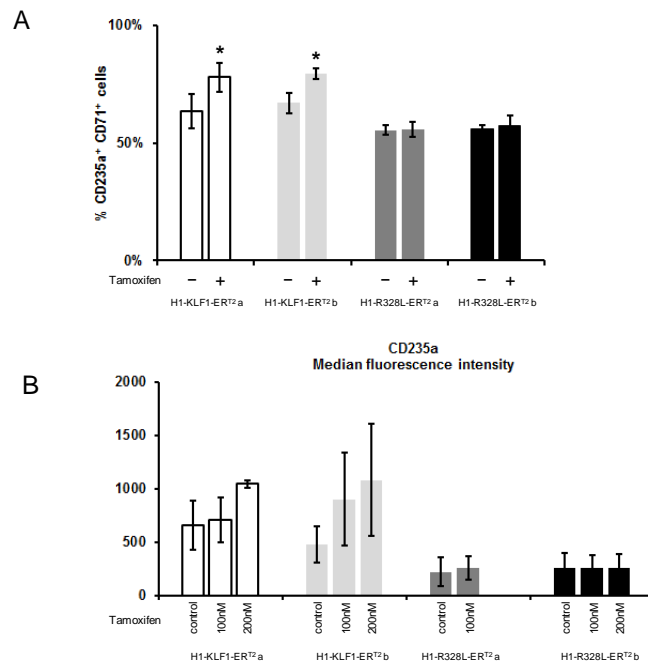 A
100%
*
*
% CD235a⁺ CD71⁺ cells
50%
0%
Tamoxifen − + − + − + − +
H1-KLF1-ERT2 a H1-KLF1-ERT2 b H1-R328L-ERT2 a H1-R328L-ERT2 b
B
CD235a
Median fluorescence intensity
2000
1500
1000
500
0
Tamoxifen control 100nM 200nM control 100nM 200nM control 100nM control 100nM 200nM
H1-KLF1-ERT2 a H1-KLF1-ERT2 b H1-R328L-ERT2 a H1-R328L-ERT2 b